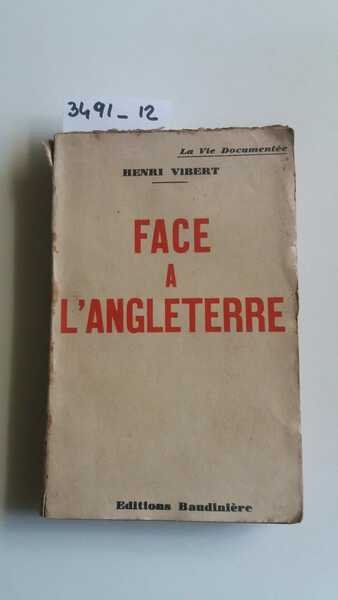 3491_12
La Vie Documentée
HENRI VIBERT
FACE
A
L'ANGLETERRE
Editions Baudinière